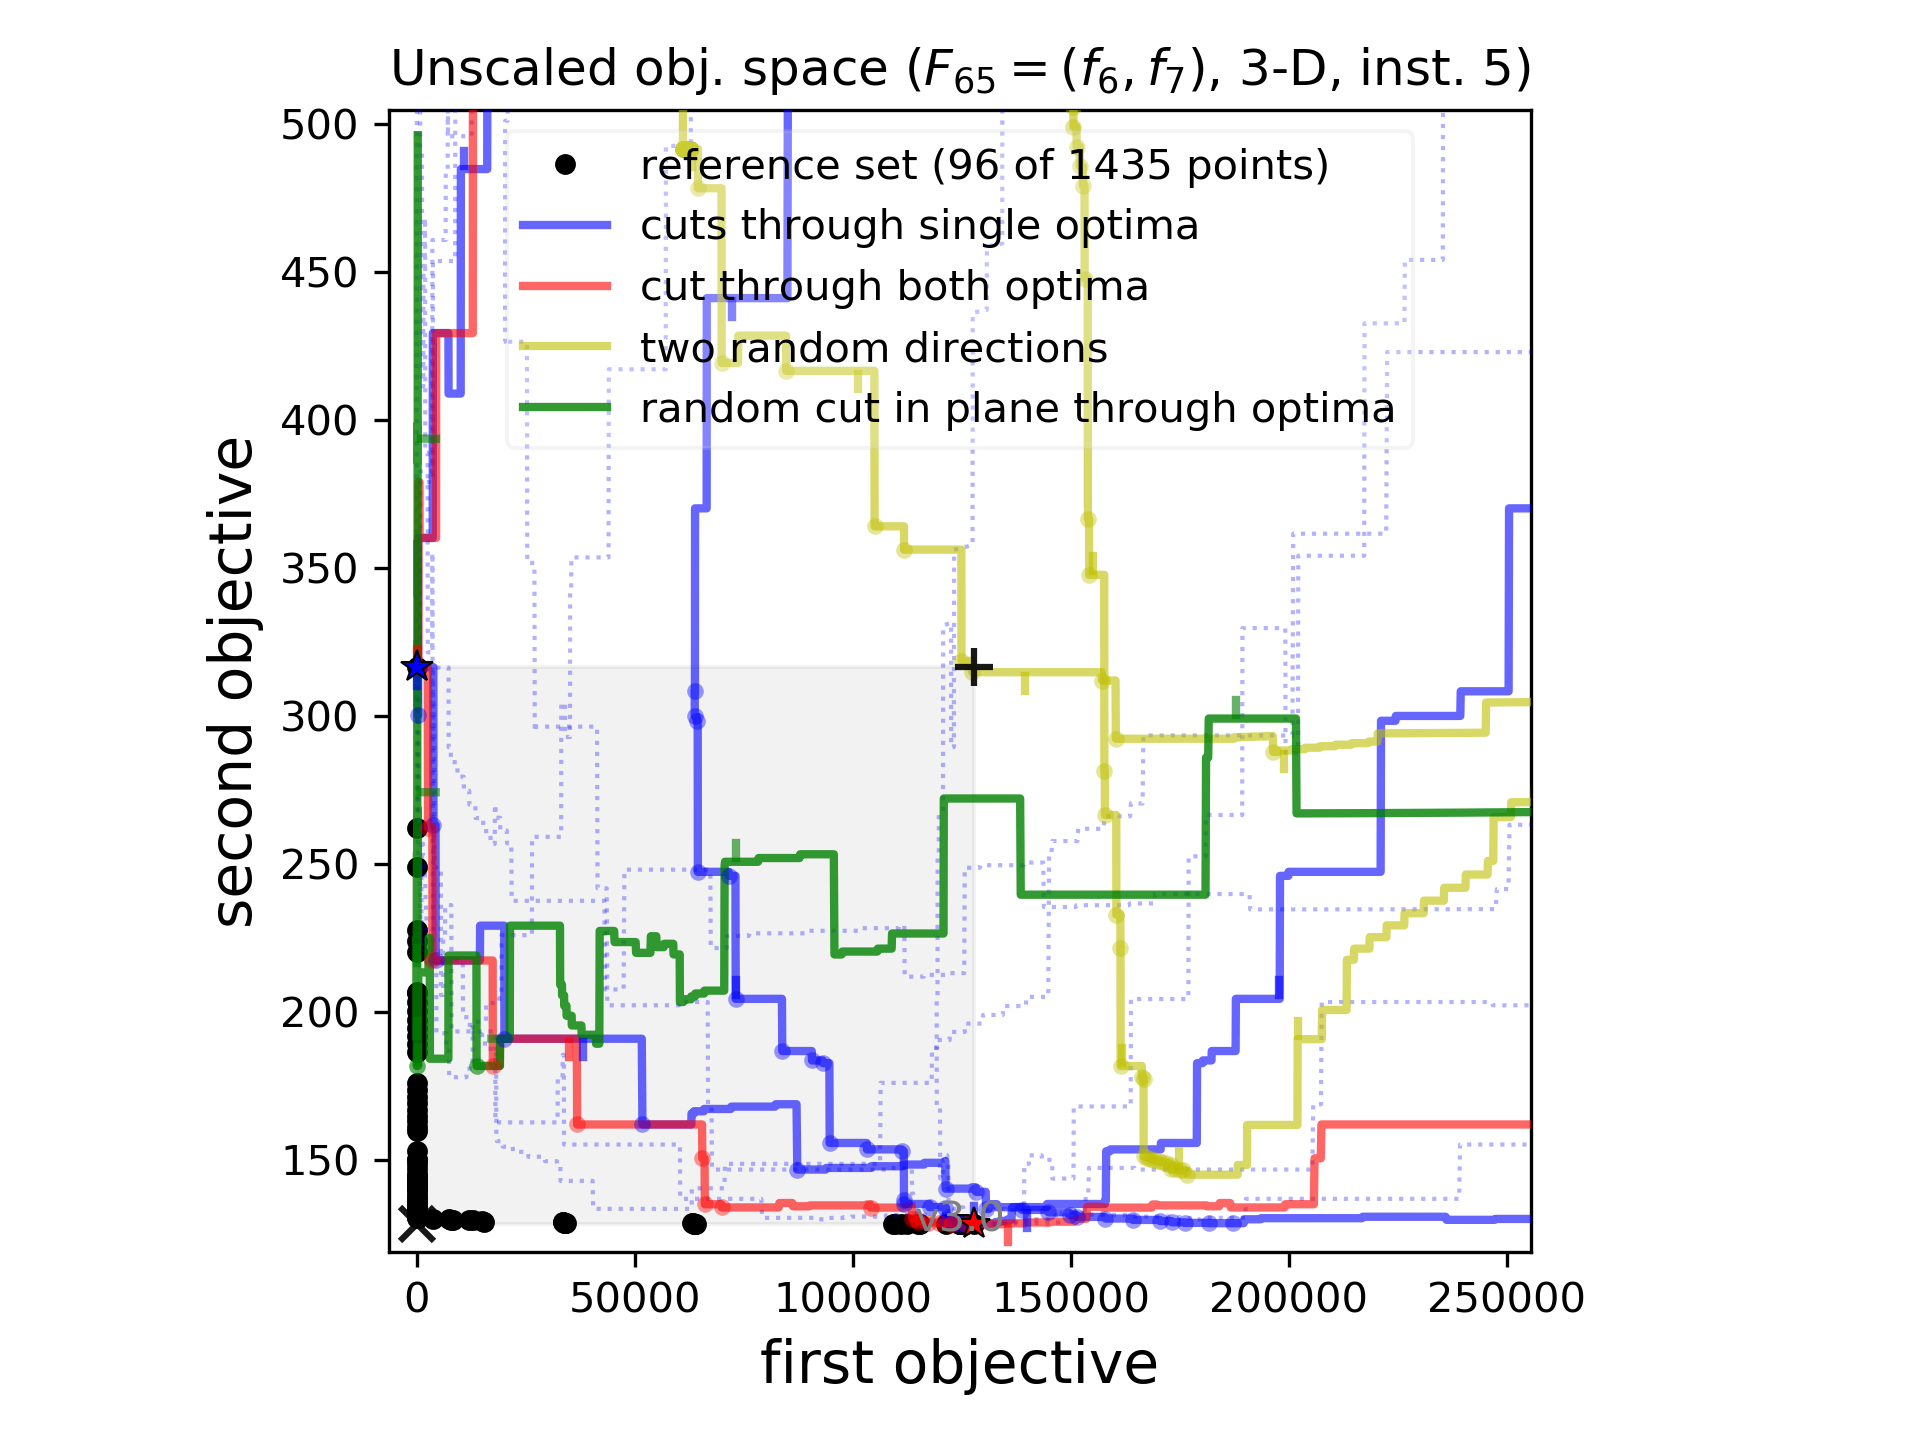 Unscaled obj. space (F65 = (f6, f7), 3-D, inst. 5)
500
450
400
350
300
250
200
150
second objective
reference set (96 of 1435 points)
cuts through single optima
cut through both optima
two random directions
random cut in plane through optima
v3.0
0
50000
100000
150000
200000
250000
first objective